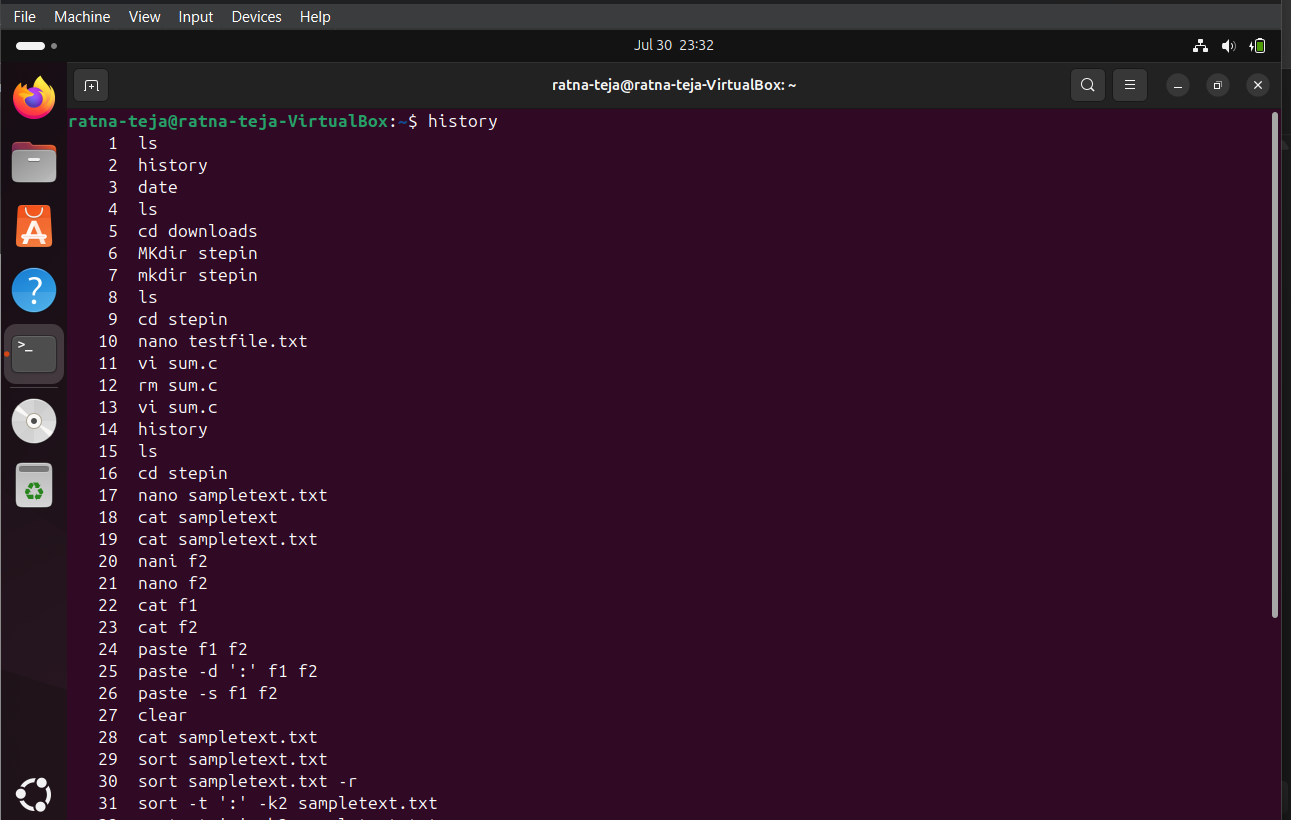 File Machine View Input Devices Help
Jul 30 23:32
ratna-teja@ratna-teja-VirtualBox: ~
ratna-teja@ratna-teja-VirtualBox:~$ history
1 ls
2 history
3 date
4 ls
5 cd downloads
6 MKdir stepin
7 mkdir stepin
8 ls
9 cd stepin
10 nano testfile.txt
11 vi sum.c
12 rm sum.c
13 vi sum.c
14 history
15 ls
16 cd stepin
17 nano sampletext.txt
18 cat sampletext
19 cat sampletext.txt
20 nani f2
21 nano f2
22 cat f1
23 cat f2
24 paste f1 f2
25 paste -d ':' f1 f2
26 paste -s f1 f2
27 clear
28 cat sampletext.txt
29 sort sampletext.txt
30 sort sampletext.txt -r
31 sort -t ':' -k2 sampletext.txt